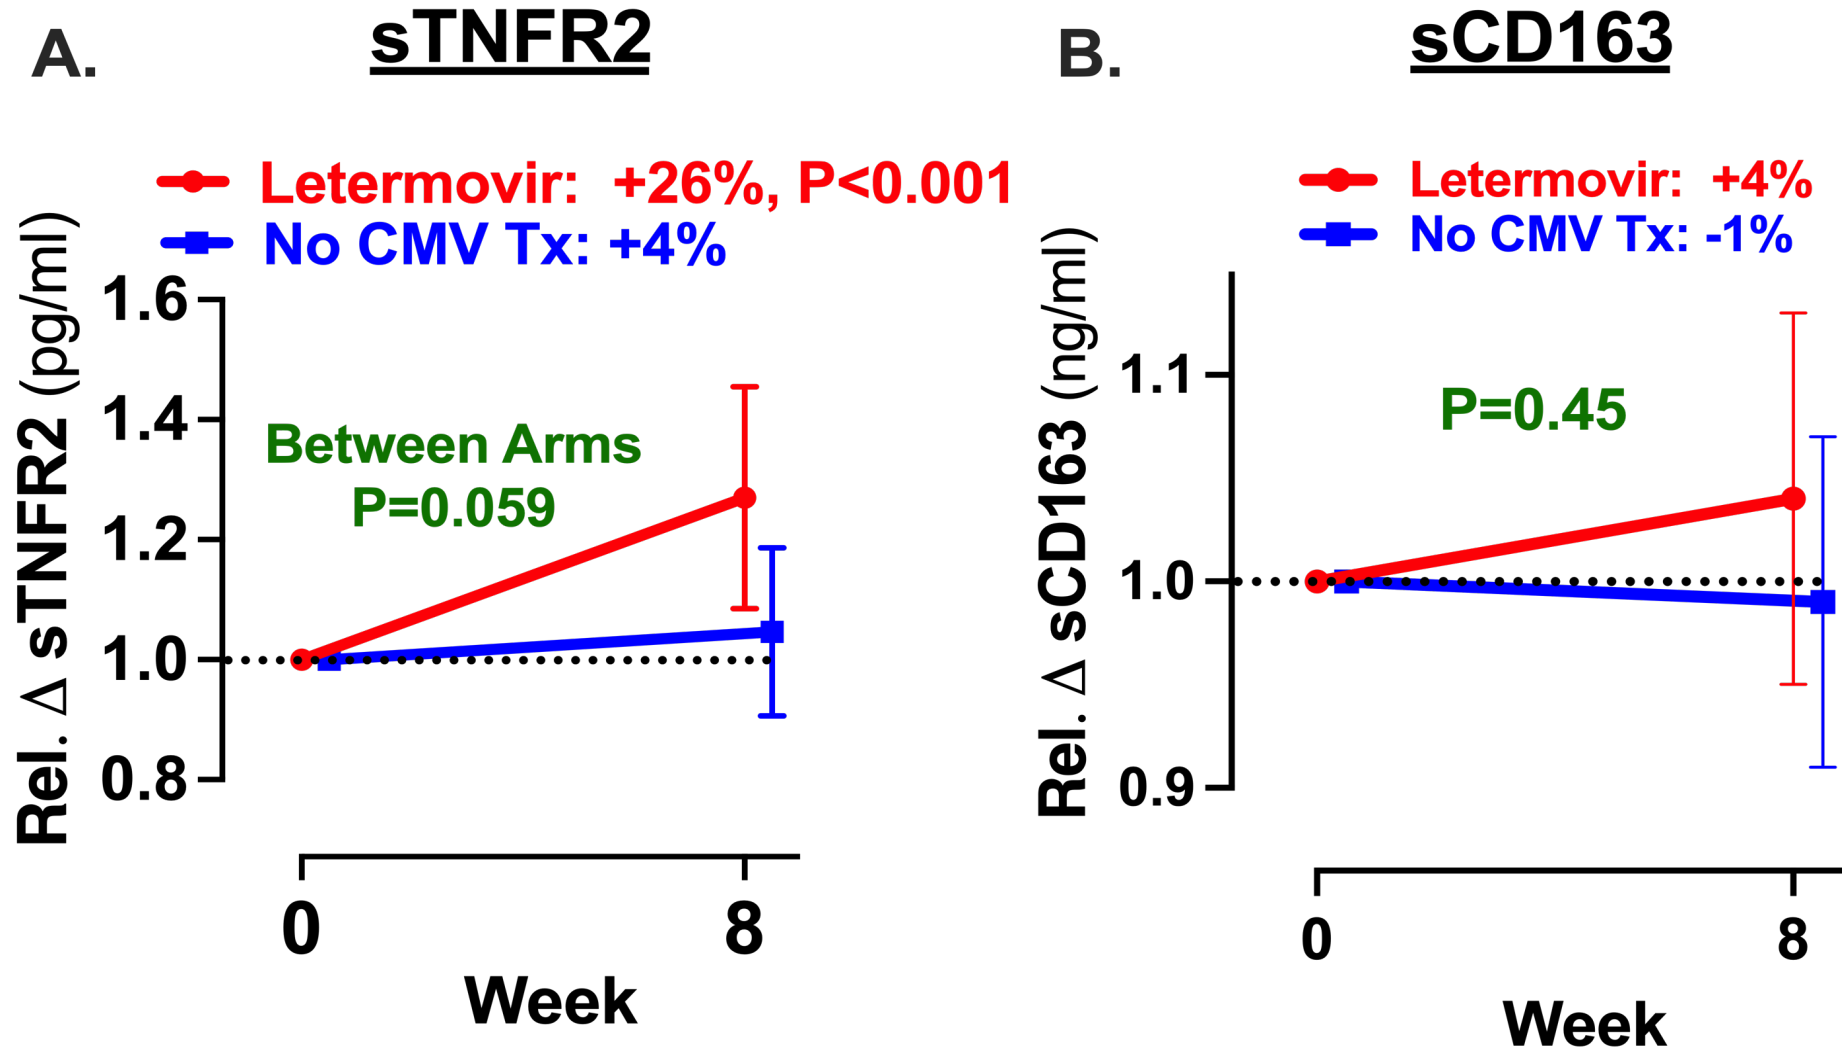 A.
sTNFR2
Letermovir: +26%, P<0.001
No CMV Tx: +4%
Rel. Δ sTNFR2 (pg/ml)
1.6
1.4
1.2
1.0
0.8
Between Arms
P=0.059
0
8
Week
B.
sCD163
Letermovir: +4%
No CMV Tx: -1%
Rel. Δ sCD163 (ng/ml)
1.1
1.0
0.9
P=0.45
0
8
Week